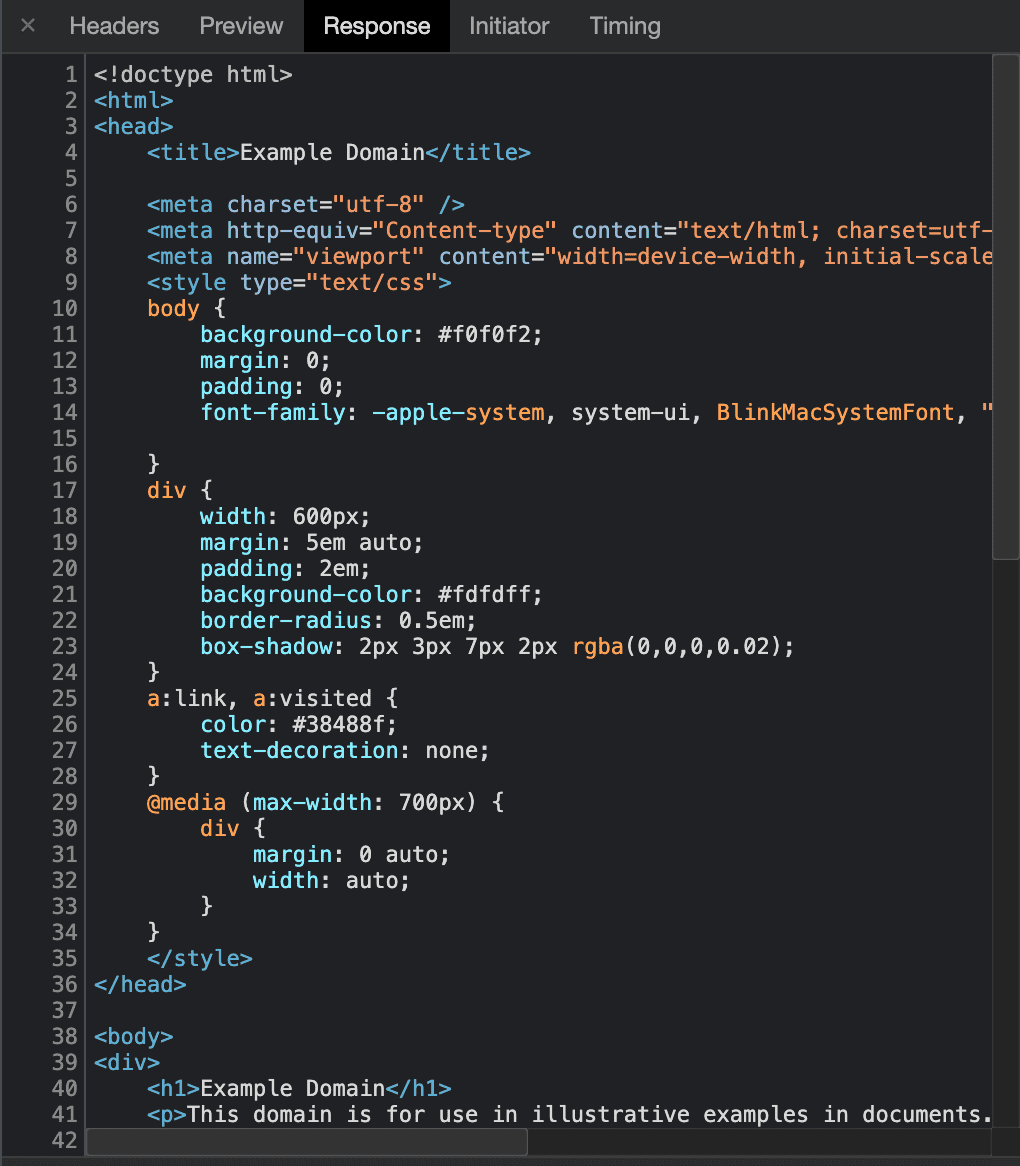 × Headers Preview Response Initiator Timing
1 <!doctype html>
2 <html>
3 <head>
4     <title>Example Domain</title>
5
6     <meta charset="utf-8" />
7     <meta http-equiv="Content-type" content="text/html; charset=utf-
8     <meta name="viewport" content="width=device-width, initial-scale
9     <style type="text/css">
10     body {
11         background-color: #f0f0f2;
12         margin: 0;
13         padding: 0;
14         font-family: -apple-system, system-ui, BlinkMacSystemFont, "
15
16     }
17     div {
18         width: 600px;
19         margin: 5em auto;
20         padding: 2em;
21         background-color: #fdfdff;
22         border-radius: 0.5em;
23         box-shadow: 2px 3px 7px 2px rgba(0,0,0,0.02);
24     }
25     a:link, a:visited {
26         color: #38488f;
27         text-decoration: none;
28     }
29     @media (max-width: 700px) {
30         div {
31             margin: 0 auto;
32             width: auto;
33         }
34     }
35     </style>
36 </head>
37
38 <body>
39 <div>
40     <h1>Example Domain</h1>
41     <p>This domain is for use in illustrative examples in documents.
42